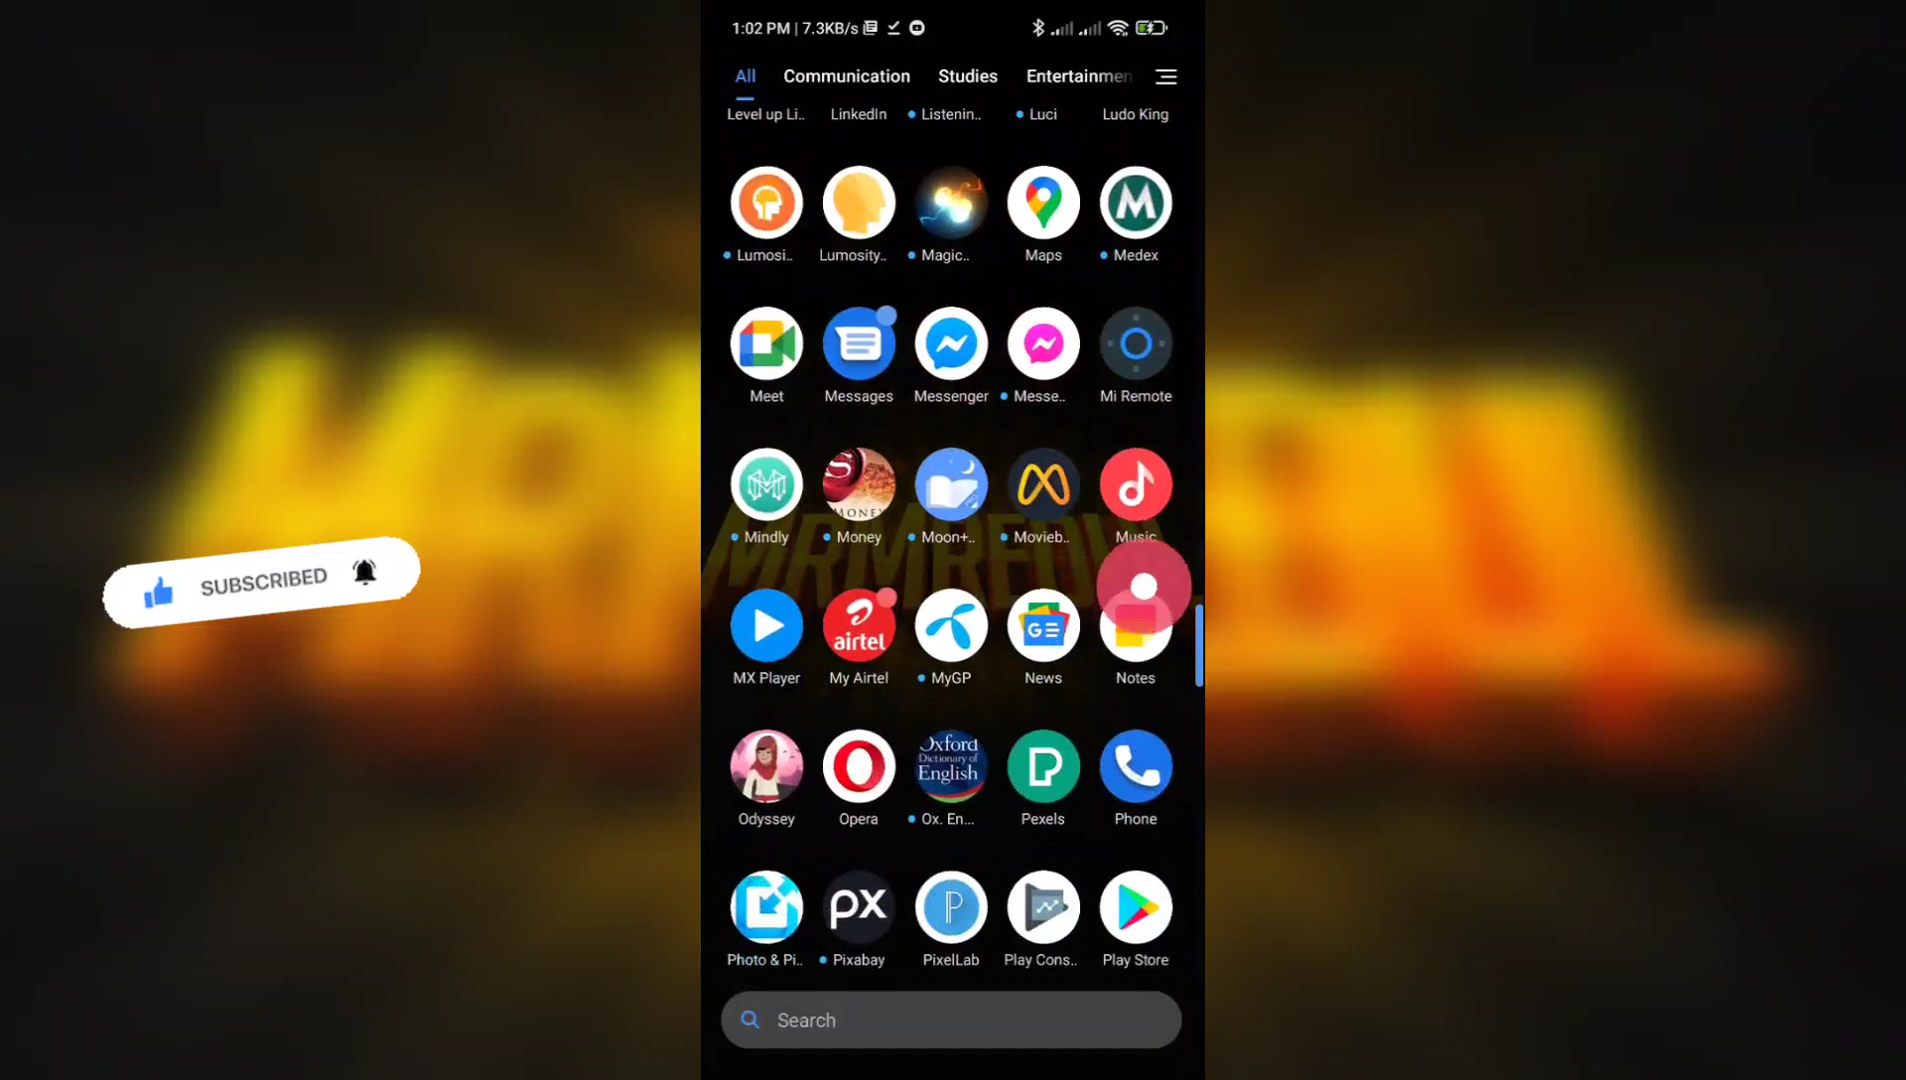 1:02 PM | 7.3KB/s
All Communication Studies Entertainmen
Level up Li.. LinkedIn Listenin.. Luci Ludo King
Lumosi.. Lumosity.. Magic.. Maps Medex
Meet Messages Messenger Messe.. Mi Remote
MONEY
Mindly Money Moon+.. Movieb.. Music
MRMREDU
SUBSCRIBED
airtel
GE
MX Player My Airtel MyGP News Notes
Oxford
Dictionary of
English
Odyssey Opera Ox. En... Pexels Phone
px
Photo & Pi.. Pixabay PixelLab Play Cons.. Play Store
Search